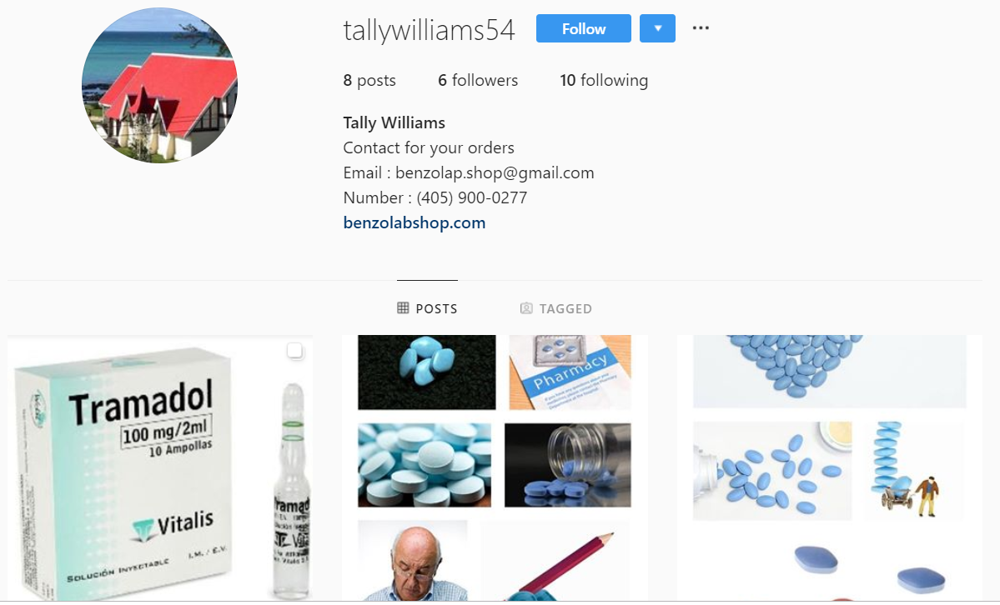 tallywilliams54 Follow
8 posts 6 followers 10 following
Tally Williams
Contact for your orders
Email : benzolap.shop@gmail.com
Number : (405) 900-0277
benzolabshop.com
POSTS TAGGED
Tramadol
100 mg/2ml
10 Ampollas
Vitalis
I.M. / E.V.
SOLUCIÓN INYECTABLE
Pharmacy